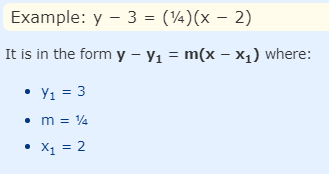 Example: y − 3 = (¼)(x − 2)
It is in the form y − y₁ = m(x − x₁) where:
• y₁ = 3
• m = ¼
• x₁ = 2